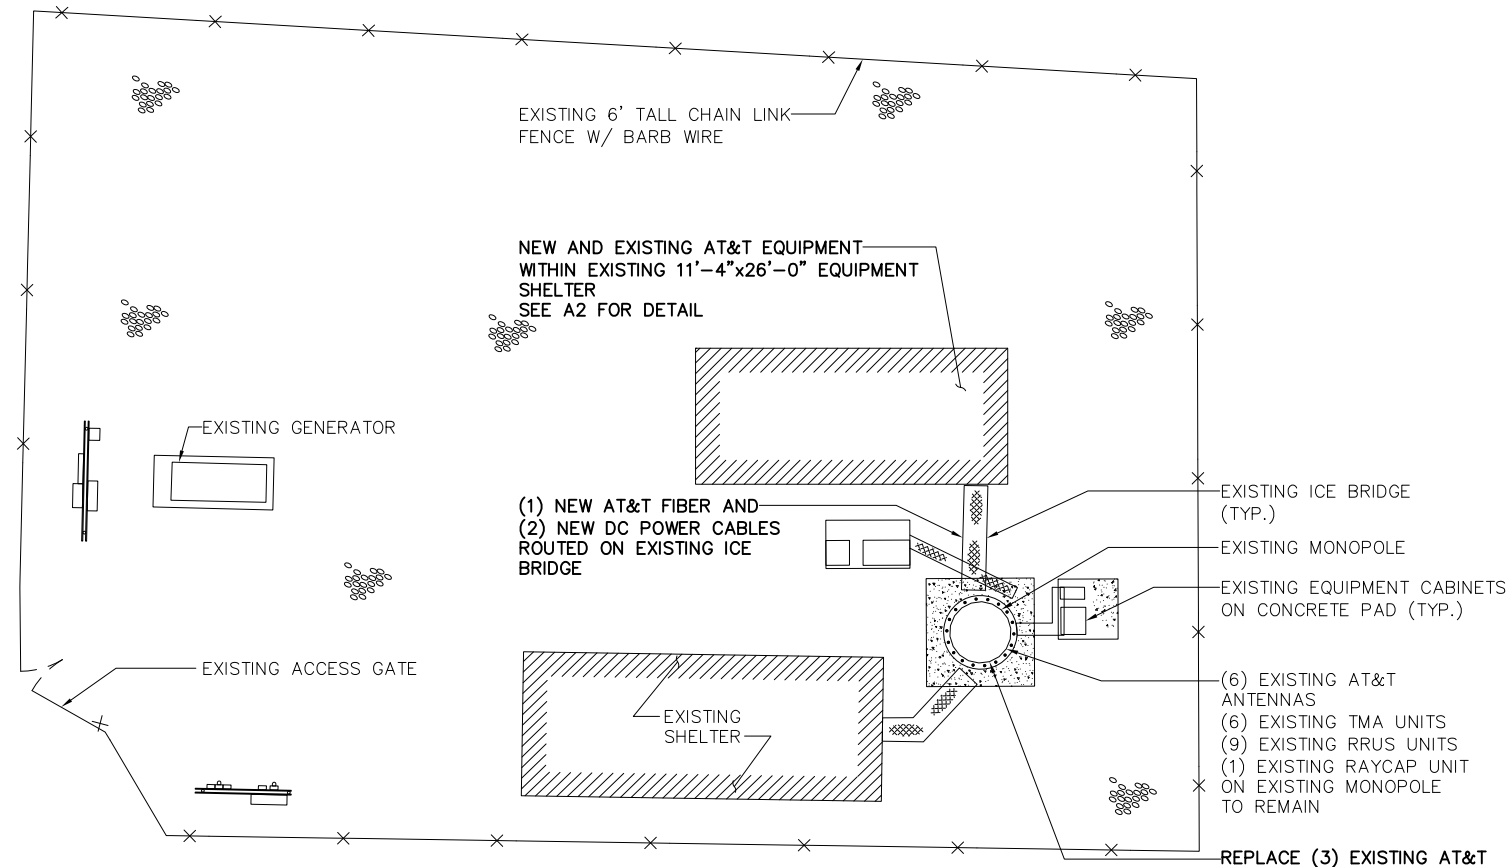 EXISTING 6' TALL CHAIN LINK
FENCE W/ BARB WIRE
NEW AND EXISTING AT&T EQUIPMENT
WITHIN EXISTING 11'-4"x26'-0" EQUIPMENT
SHELTER
SEE A2 FOR DETAIL
EXISTING GENERATOR
(1) NEW AT&T FIBER AND
(2) NEW DC POWER CABLES
ROUTED ON EXISTING ICE
BRIDGE
EXISTING ICE BRIDGE
(TYP.)
EXISTING MONOPOLE
EXISTING EQUIPMENT CABINETS
ON CONCRETE PAD (TYP.)
EXISTING ACCESS GATE
EXISTING
SHELTER
(6) EXISTING AT&T
ANTENNAS
(6) EXISTING TMA UNITS
(9) EXISTING RRUS UNITS
(1) EXISTING RAYCAP UNIT
ON EXISTING MONOPOLE
TO REMAIN
REPLACE (3) EXISTING AT&T